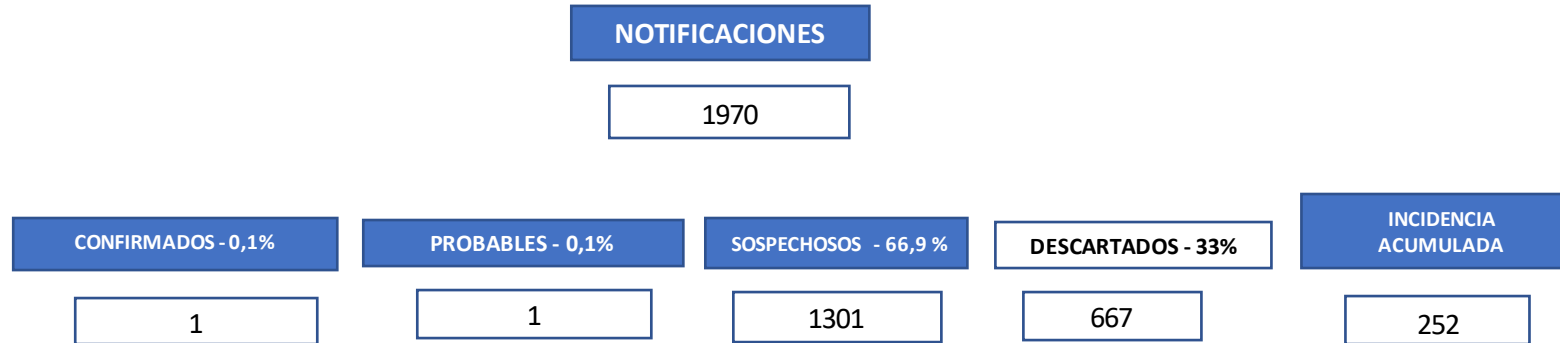 NOTIFICACIONES
1970
CONFIRMADOS - 0,1%
PROBABLES - 0,1%
SOSPECHOSOS - 66,9 %
DESCARTADOS - 33%
INCIDENCIA
ACUMULADA
1
1
1301
667
252